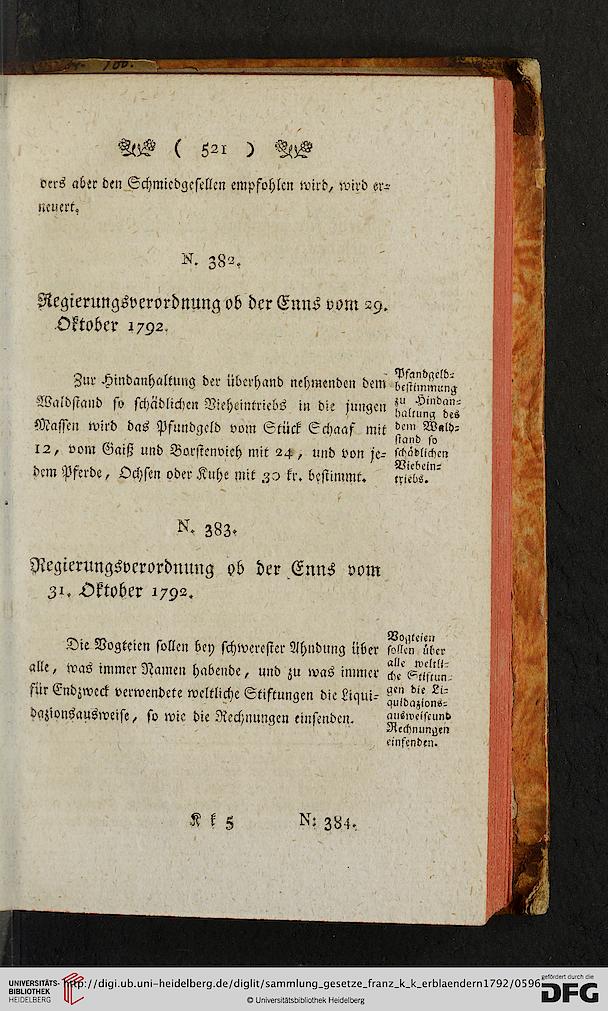 ( 521 )
ders aber den Schmiedgesellen empfohlen wird, wird er-
neuert.
N. 382.
Regierungsverordnung ob der Enns vom 29.
Oktober 1792.
Zur Hindanhaltung der überhand nehmenden dem
Waldstand so schädlichen Vieheintriebs in die jungen
Massen wird das Pfundgeld vom Stück Schaaf mit
12, vom Gaiß und Borstenvieh mit 24, und von je-
dem Pferde, Ochsen oder Kuhe mit 30 kr. bestimmt.
Pfandgeld-
bestimmung
zu Hindan-
haltung des
dem Wald-
stand so
schädlichen
Viehein-
triebs.
N. 383.
Regierungsverordnung ob der Enns vom
31. Oktober 1792.
Die Vogteien sollen bey schwerester Ahndung über
alle, was immer Namen habende, und zu was immer
für Endzweck verwendete weltliche Stiftungen die Liqui-
dazionsausweise, so wie die Rechnungen einsenden.
Vogteien
sollen über
alle weltli-
che Stiftun-
gen die Li-
quidazions-
ausweise und
Rechnungen
einsenden.
K k 5 N: 384.
UNIVERSITÄTS-
BIBLIOTHEK
HEIDELBERG
http://digi.ub.uni-heidelberg.de/diglit/sammlung_gesetze_franz_k_k_erblaendern1792/0596
© Universitätsbibliothek Heidelberg
gefördert durch die
DFG